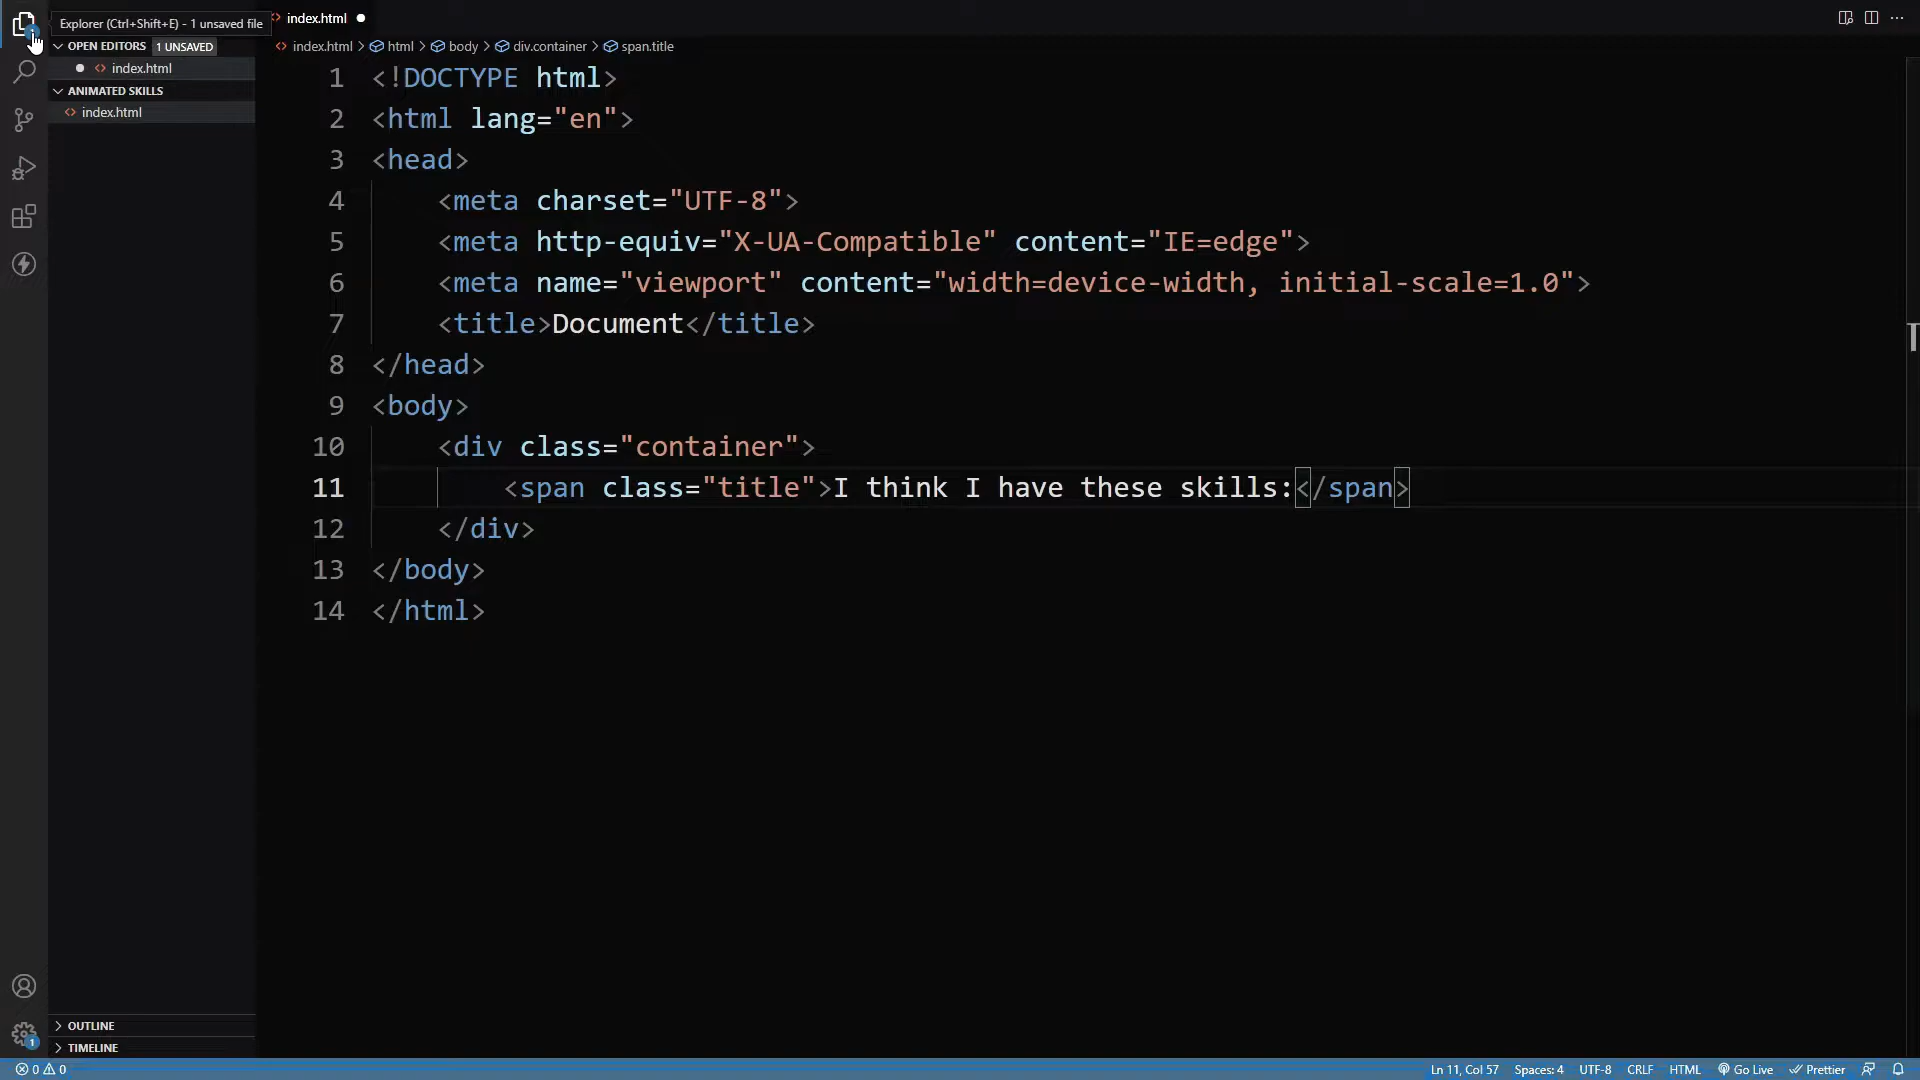 Explorer (Ctrl+Shift+E) - 1 unsaved file
index.html
OPEN EDITORS 1 UNSAVED
index.html
ANIMATED SKILLS
index.html
index.html > html > body > div.container > span.title
1 <!DOCTYPE html>
2 <html lang="en">
3 <head>
4     <meta charset="UTF-8">
5     <meta http-equiv="X-UA-Compatible" content="IE=edge">
6     <meta name="viewport" content="width=device-width, initial-scale=1.0">
7     <title>Document</title>
8 </head>
9 <body>
10     <div class="container">
11         <span class="title">I think I have these skills:</span>
12     </div>
13 </body>
14 </html>
OUTLINE
1
TIMELINE
0 0
Ln 11, Col 57 Spaces: 4 UTF-8 CRLF HTML Go Live Prettier